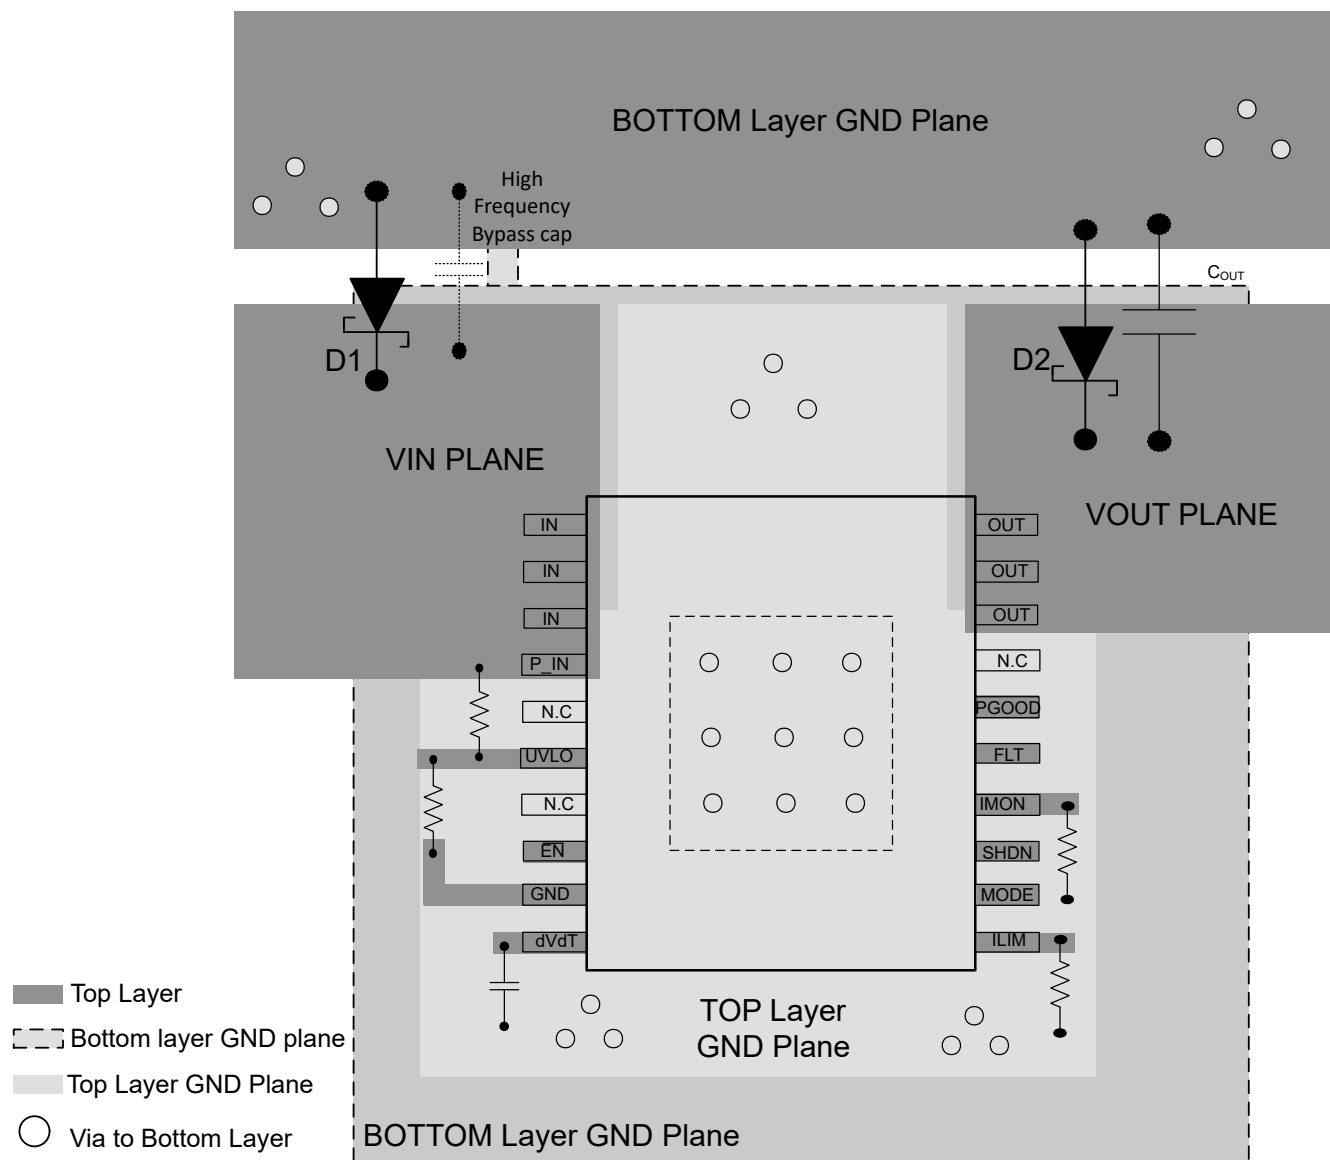 BOTTOM Layer GND Plane
High
Frequency
Bypass cap
COUT
D1
D2
VIN PLANE
VOUT PLANE
IN
OUT
IN
OUT
IN
OUT
P_IN
N.C
N.C
PGOOD
UVLO
FLT
N.C
IMON
EN
SHDN
GND
MODE
dVdT
ILIM
TOP Layer
GND Plane
Top Layer
Bottom layer GND plane
Top Layer GND Plane
Via to Bottom Layer
BOTTOM Layer GND Plane